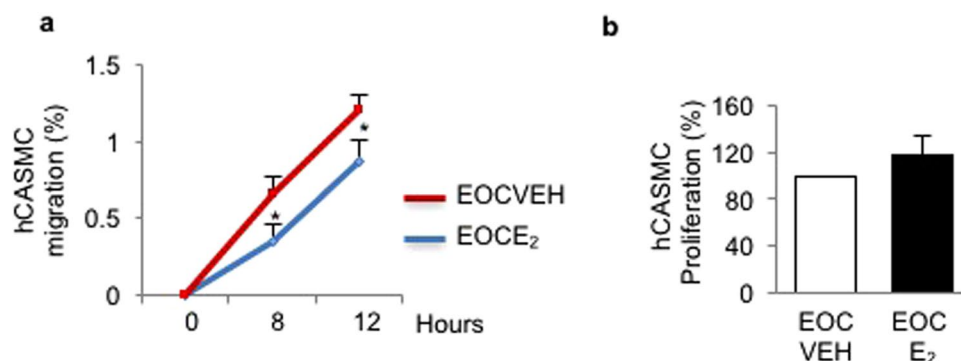 a
hCASMC
migration (%)
1.5
1
0.5
0
*
*
0 8 12 Hours
EOCVEH
EOCE₂
b
hCASMC
Proliferation (%)
160
120
80
40
0
EOC EOC
VEH E₂